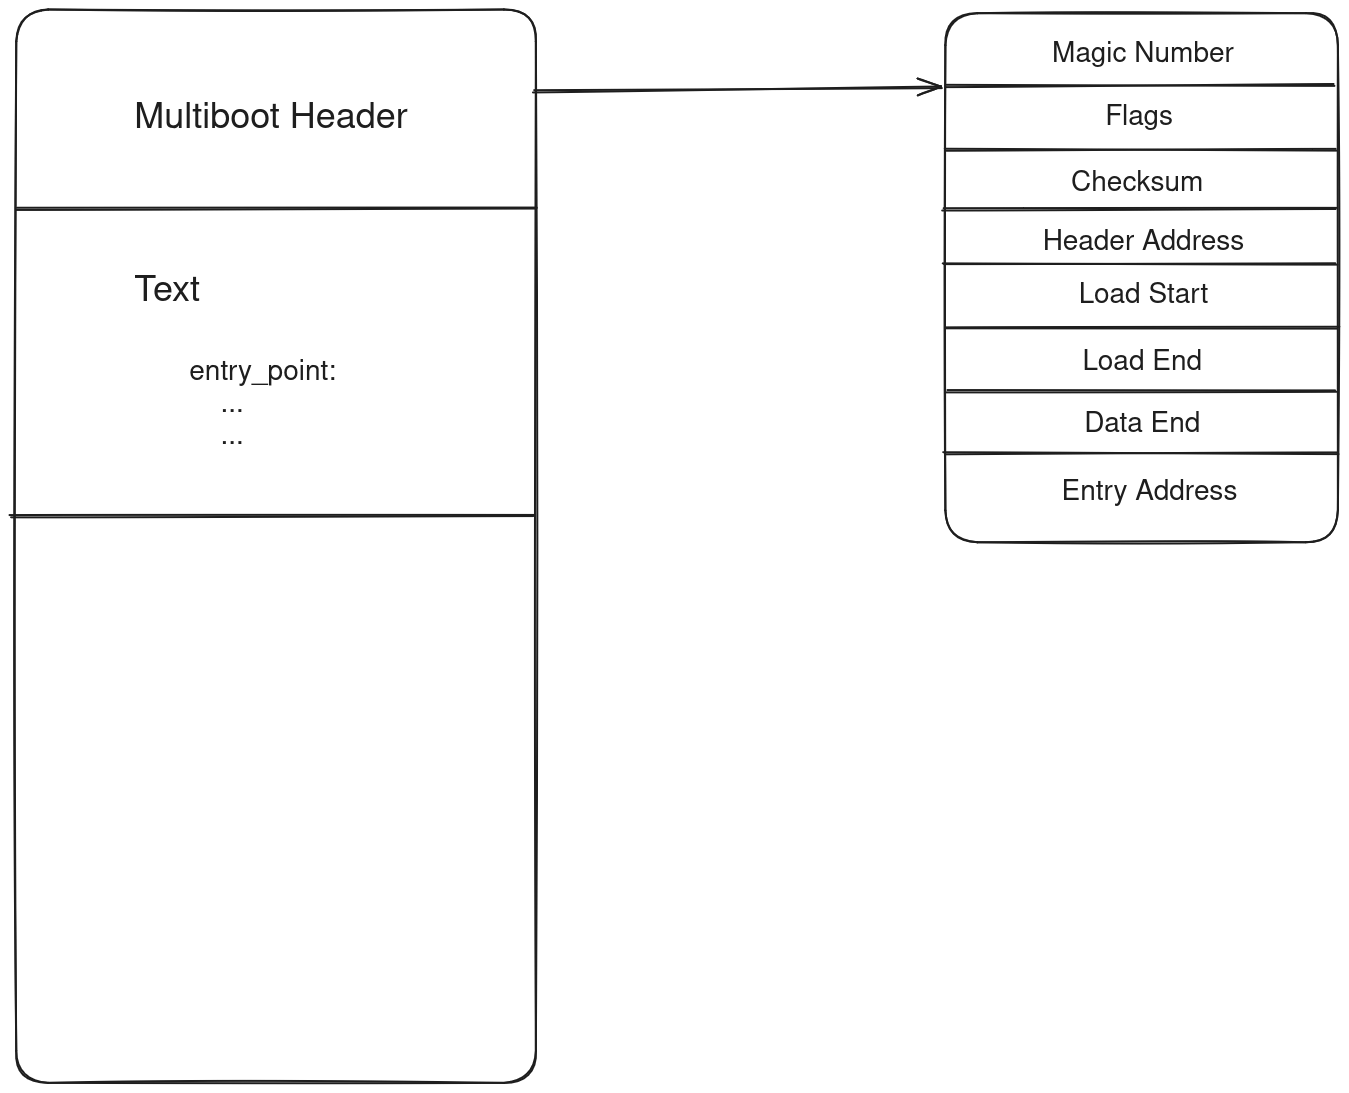 Multiboot Header
Text
entry_point:
...
...
Magic Number
Flags
Checksum
Header Address
Load Start
Load End
Data End
Entry Address